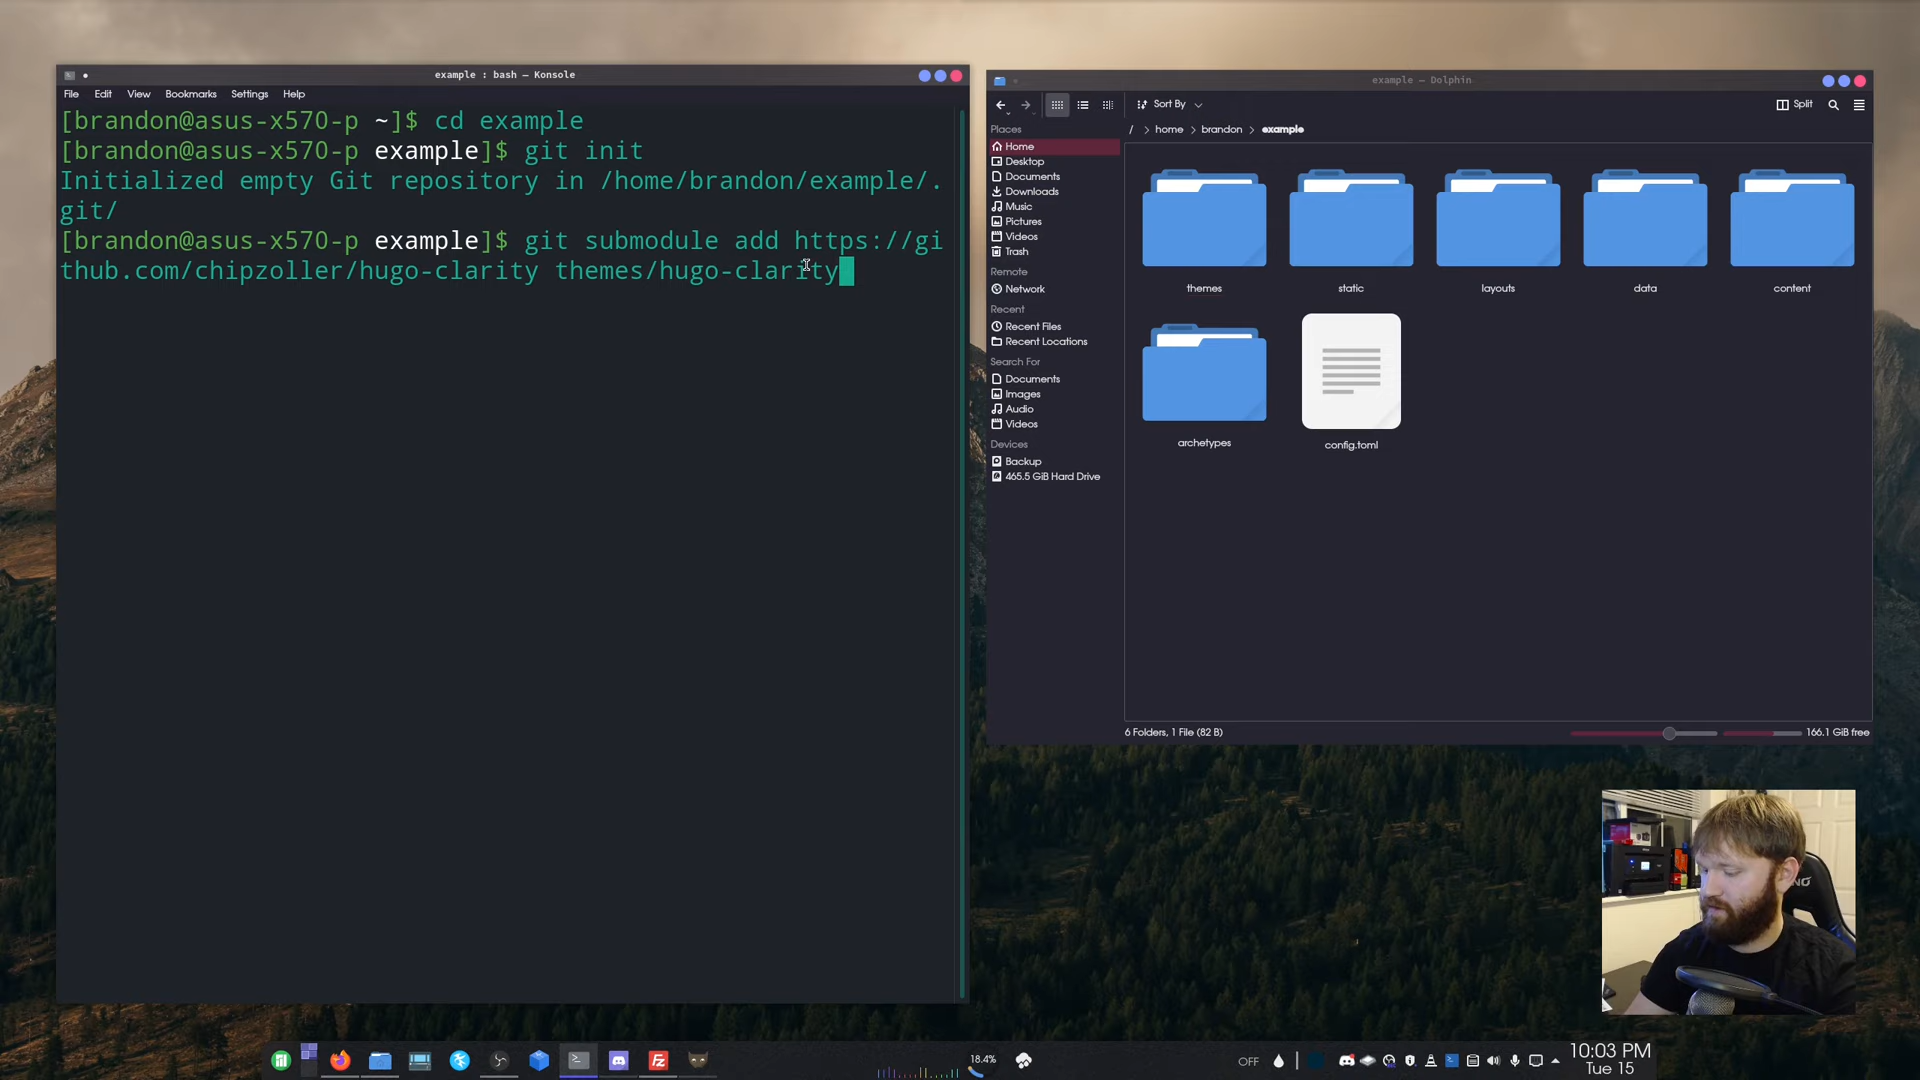 example : bash — Konsole
File Edit View Bookmarks Settings Help
[brandon@asus-x570-p ~]$ cd example
[brandon@asus-x570-p example]$ git init
Initialized empty Git repository in /home/brandon/example/.
git/
[brandon@asus-x570-p example]$ git submodule add https://gi
thub.com/chipzoller/hugo-clarity themes/hugo-clarity
example — Dolphin
Sort By
Split
/ > home > brandon > example
Places
Home
Desktop
Documents
Downloads
Music
Pictures
Videos
Trash
Remote
Network
Recent
Recent Files
Recent Locations
Search For
Documents
Images
Audio
Videos
Devices
Backup
465.5 GiB Hard Drive
themes static layouts data content
archetypes config.toml
6 Folders, 1 File (82 B)
166.1 GiB free
18.4%
OFF
10:03 PM
Tue 15